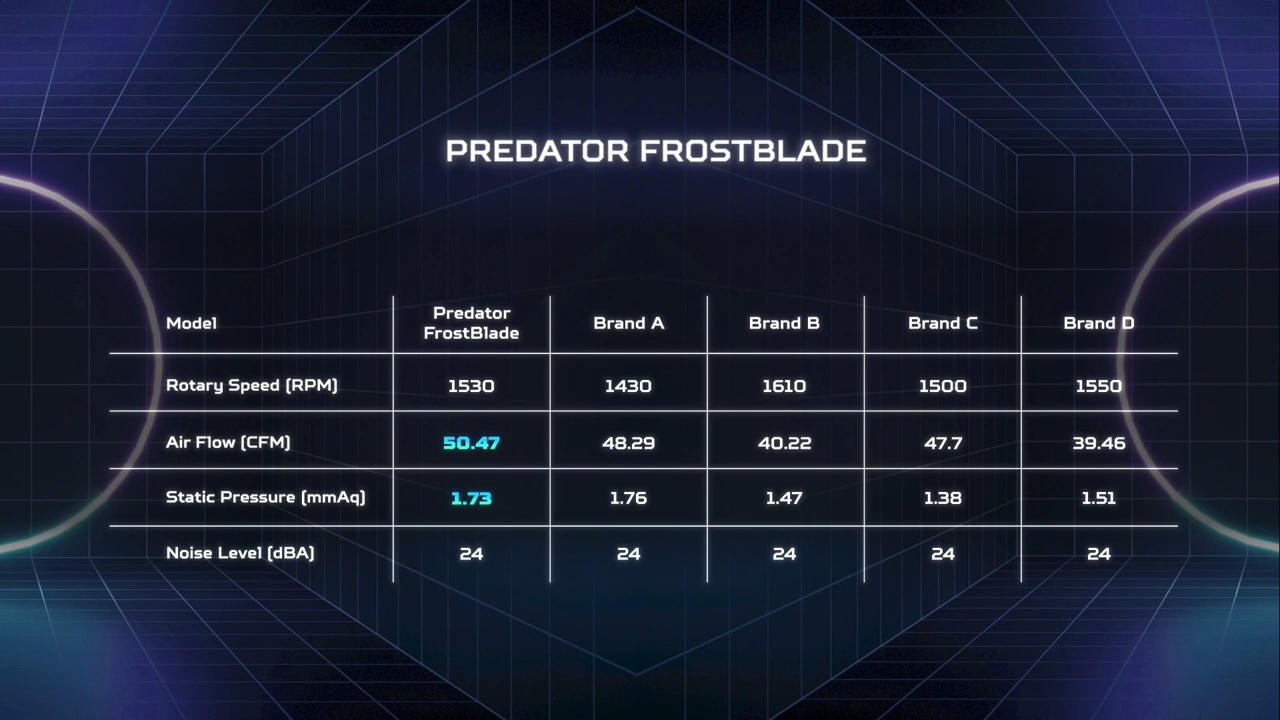 PREDATOR FROSTBLADE
Model Predator FrostBlade Brand A Brand B Brand C Brand D
Rotary Speed (RPM) 1530 1430 1610 1500 1550
Air Flow (CFM) 50.47 48.29 40.22 47.7 39.46
Static Pressure (mmAq) 1.73 1.76 1.47 1.38 1.51
Noise Level (dBA) 24 24 24 24 24